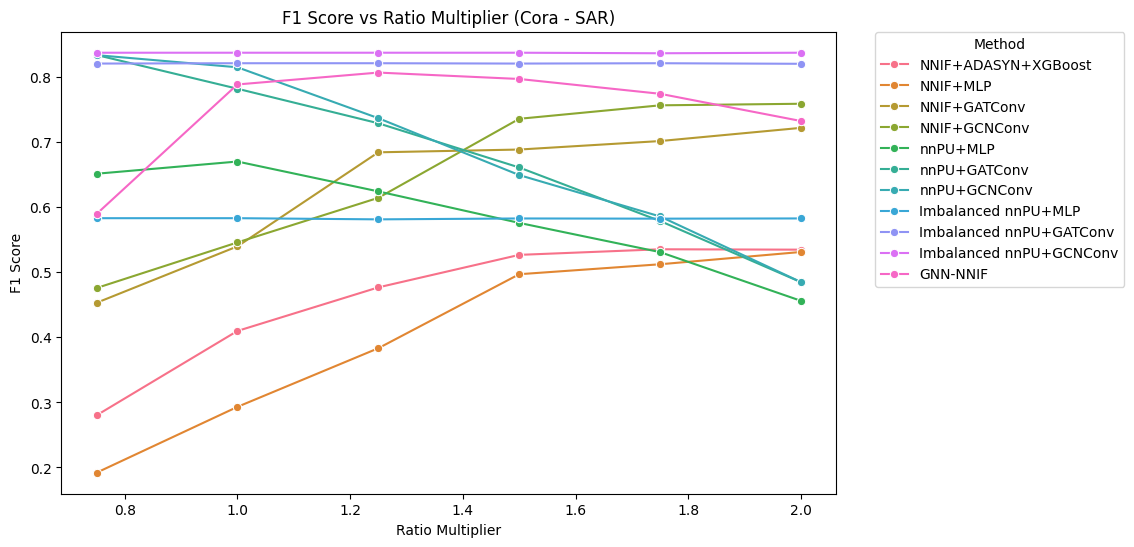 F1 Score vs Ratio Multiplier (Cora - SAR)
F1 Score
0.8
0.7
0.6
0.5
0.4
0.3
0.2
0.8
1.0
1.2
1.4
1.6
1.8
2.0
Ratio Multiplier
Method
NNIF+ADASYN+XGBoost
NNIF+MLP
NNIF+GATConv
NNIF+GCNConv
nnPU+MLP
nnPU+GATConv
nnPU+GCNConv
Imbalanced nnPU+MLP
Imbalanced nnPU+GATConv
Imbalanced nnPU+GCNConv
GNN-NNIF